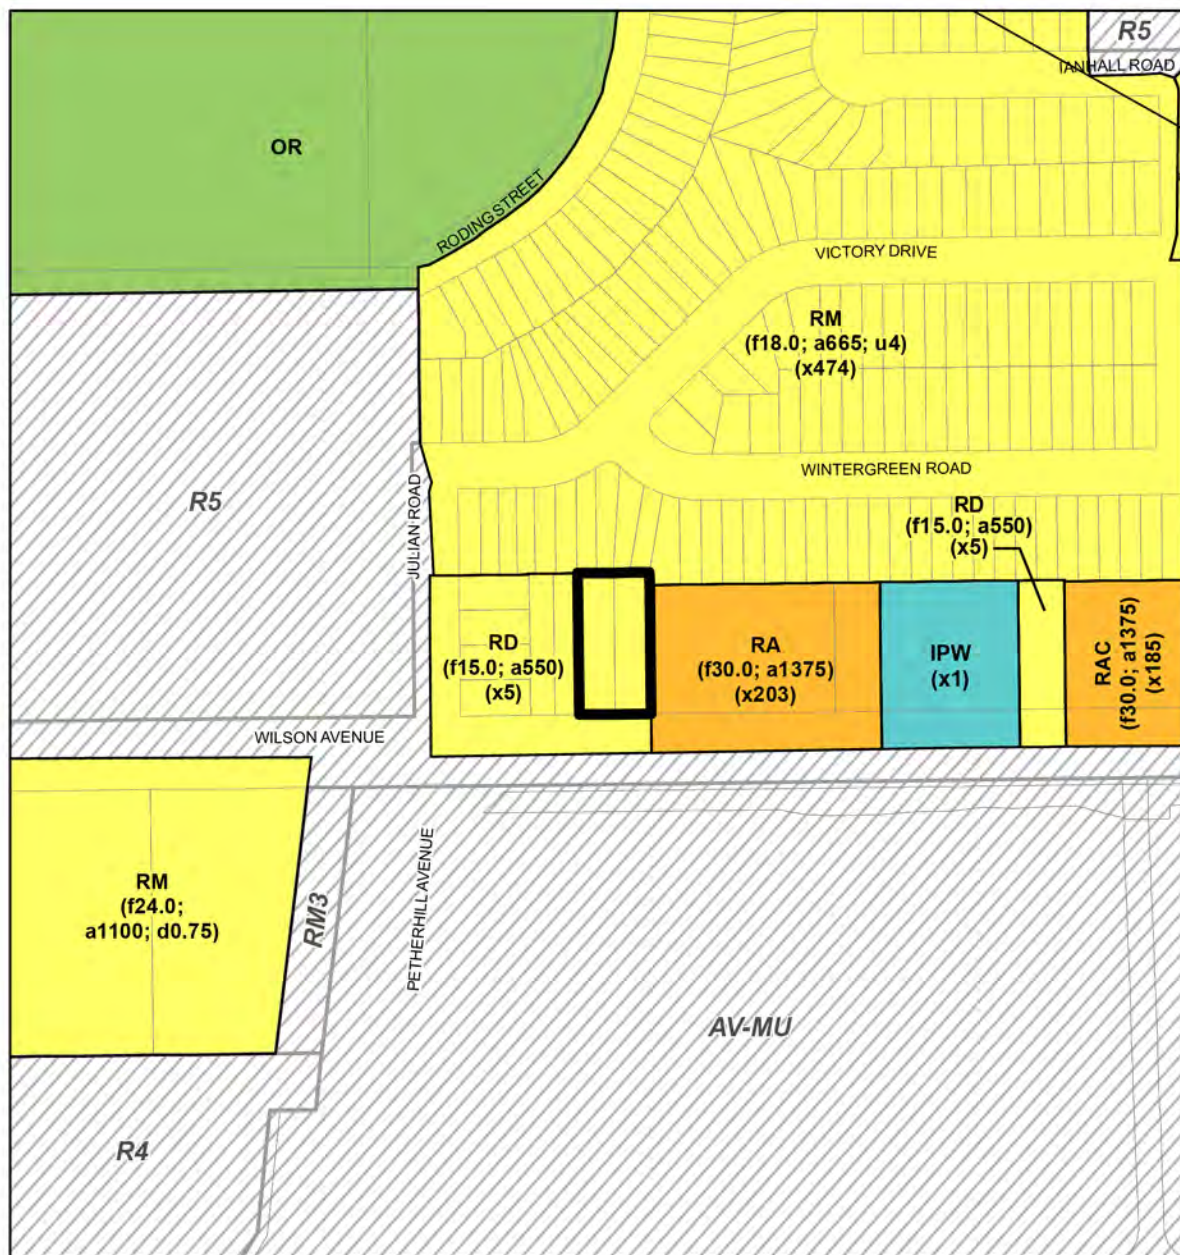 R5
IANHALL ROAD
OR
RODING STREET
VICTORY DRIVE
RM
(f18.0; a665; u4)
(x474)
WINTERGREEN ROAD
R5
JULIAN ROAD
RD
(f15.0; a550)
(x5)
RD
(f15.0; a550)
(x5)
RA
(f30.0; a1375)
(x203)
IPW
(x1)
RAC
(f30.0; a1375)
(x185)
WILSON AVENUE
RM
(f24.0;
a1100; d0.75)
RM3
PETHERHILL AVENUE
AV-MU
R4